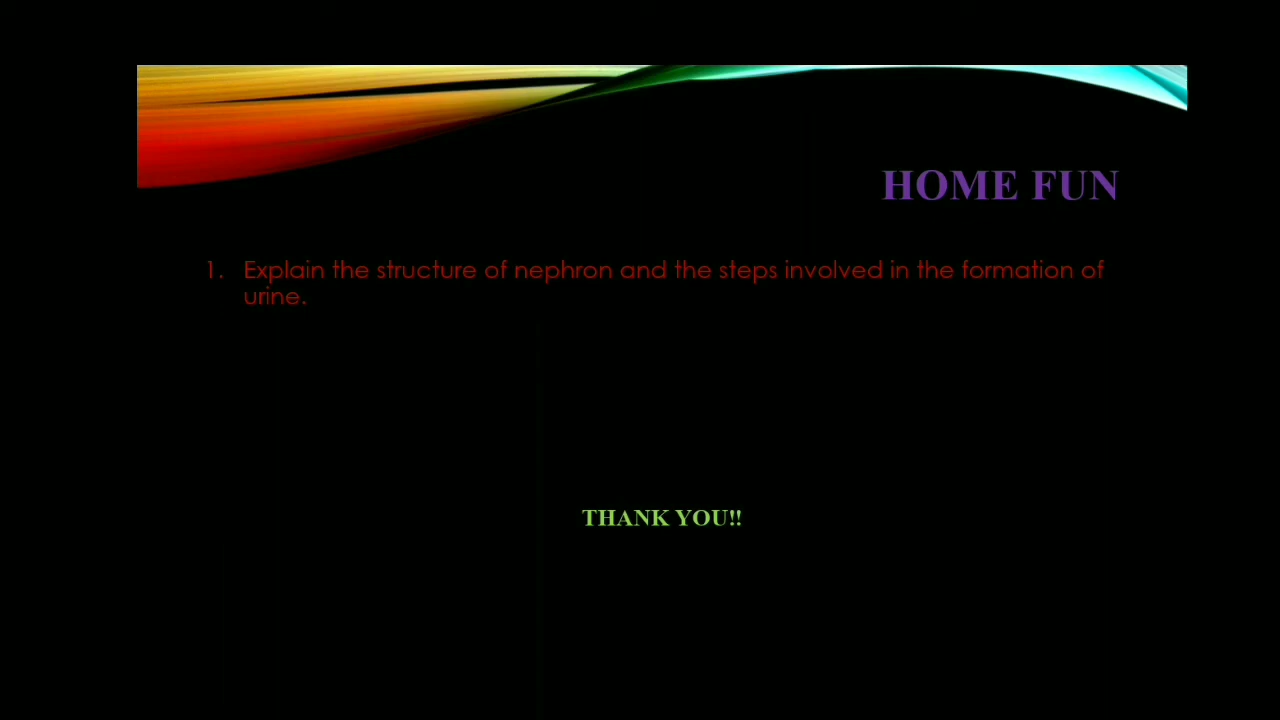 HOME FUN
1. Explain the structure of nephron and the steps involved in the formation of
urine.
THANK YOU!!